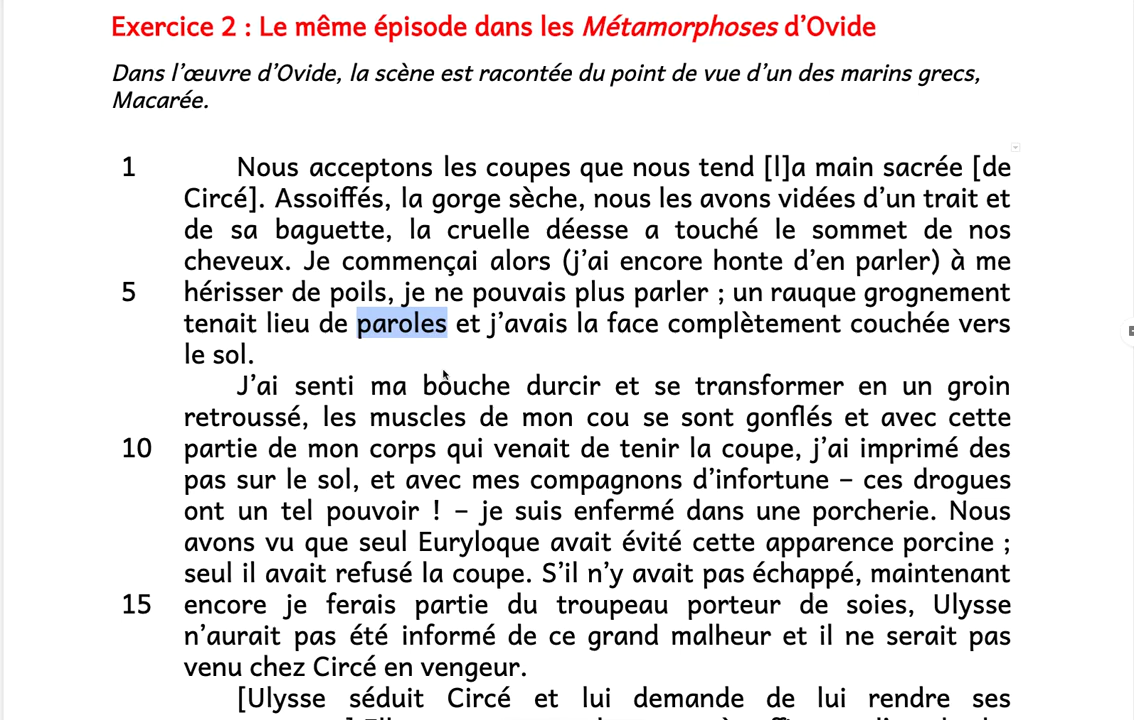 Exercice 2 : Le même épisode dans les Métamorphoses d’Ovide
Dans l’œuvre d’Ovide, la scène est racontée du point de vue d’un des marins grecs,
Macarée.
1 Nous acceptons les coupes que nous tend [l]a main sacrée [de
Circé]. Assoiffés, la gorge sèche, nous les avons vidées d’un trait et
de sa baguette, la cruelle déesse a touché le sommet de nos
cheveux. Je commençai alors (j’ai encore honte d’en parler) à me
5 hérisser de poils, je ne pouvais plus parler ; un rauque grognement
tenait lieu de paroles et j’avais la face complètement couchée vers
le sol.
J’ai senti ma bouche durcir et se transformer en un groin
retroussé, les muscles de mon cou se sont gonflés et avec cette
10 partie de mon corps qui venait de tenir la coupe, j’ai imprimé des
pas sur le sol, et avec mes compagnons d’infortune – ces drogues
ont un tel pouvoir ! – je suis enfermé dans une porcherie. Nous
avons vu que seul Euryloque avait évité cette apparence porcine ;
seul il avait refusé la coupe. S’il n’y avait pas échappé, maintenant
15 encore je ferais partie du troupeau porteur de soies, Ulysse
n’aurait pas été informé de ce grand malheur et il ne serait pas
venu chez Circé en vengeur.
[Ulysse séduit Circé et lui demande de lui rendre ses